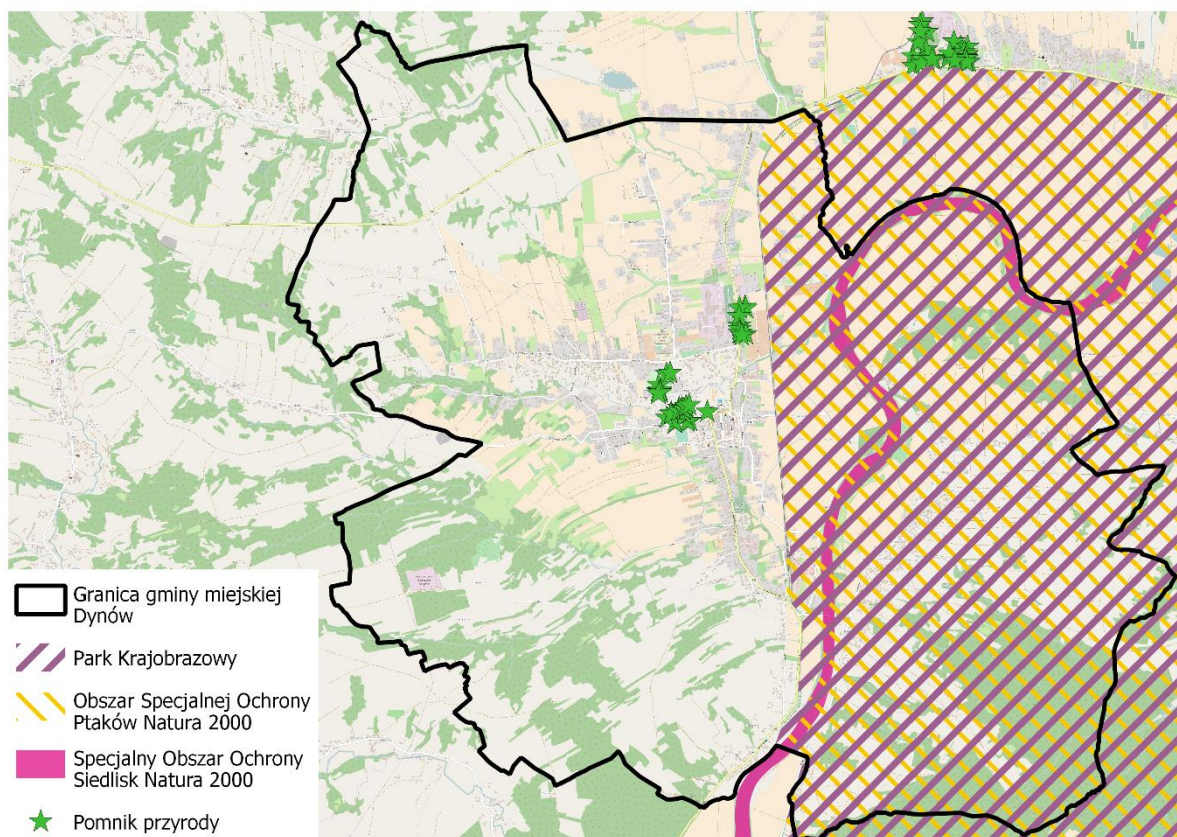 Granica gminy miejskiej
Dynów
Park Krajobrazowy
Obszar Specjalnej Ochrony
Ptaków Natura 2000
Specjalny Obszar Ochrony
Siedlisk Natura 2000
Pomnik przyrody